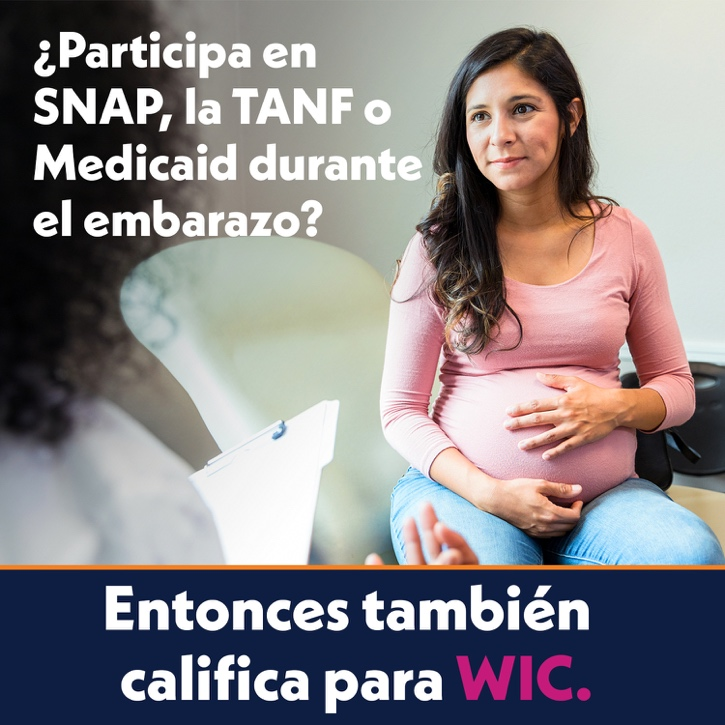 ¿Participa en
SNAP, la TANF o
Medicaid durante
el embarazo?
Entonces también
califica para WIC.